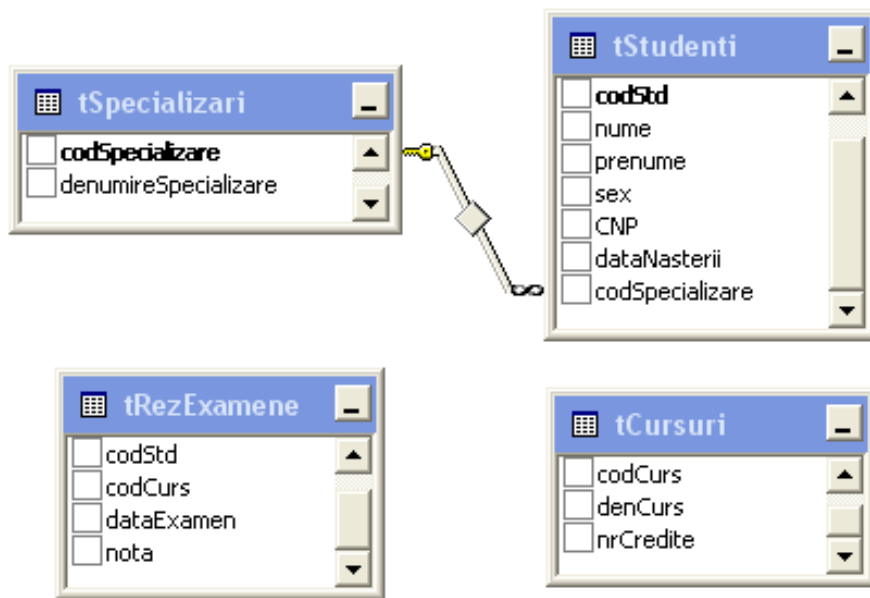 tSpecializari
codSpecializare
denumireSpecializare
tStudenti
codStd
nume
prenume
sex
CNP
dataNasterii
codSpecializare
tRezExamene
codStd
codCurs
dataExamen
nota
tCursuri
codCurs
denCurs
nrCredite